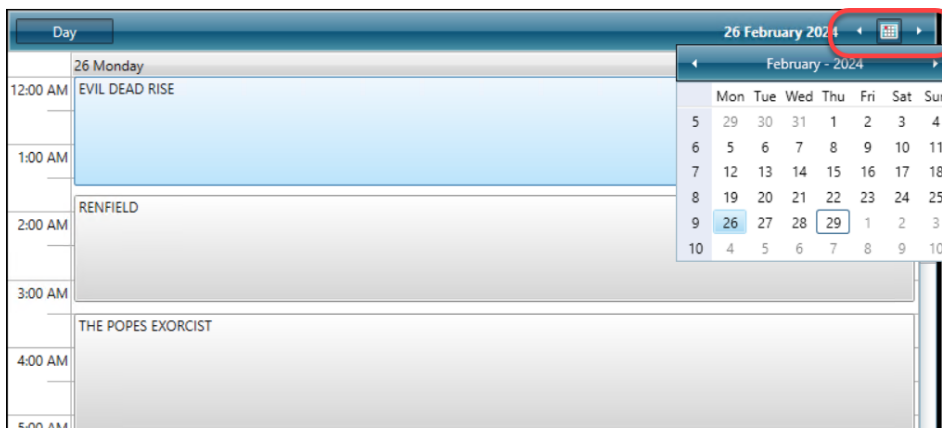 Day
26 February 2024
26 Monday
February - 2024
Mon Tue Wed Thu Fri Sat Sun
5 29 30 31 1 2 3 4
6 5 6 7 8 9 10 11
7 12 13 14 15 16 17 18
8 19 20 21 22 23 24 25
9 26 27 28 29 1 2 3
10 4 5 6 7 8 9 10
12:00 AM EVIL DEAD RISE
1:00 AM
RENFIELD
2:00 AM
3:00 AM
THE POPES EXORCIST
4:00 AM
5:00 AM